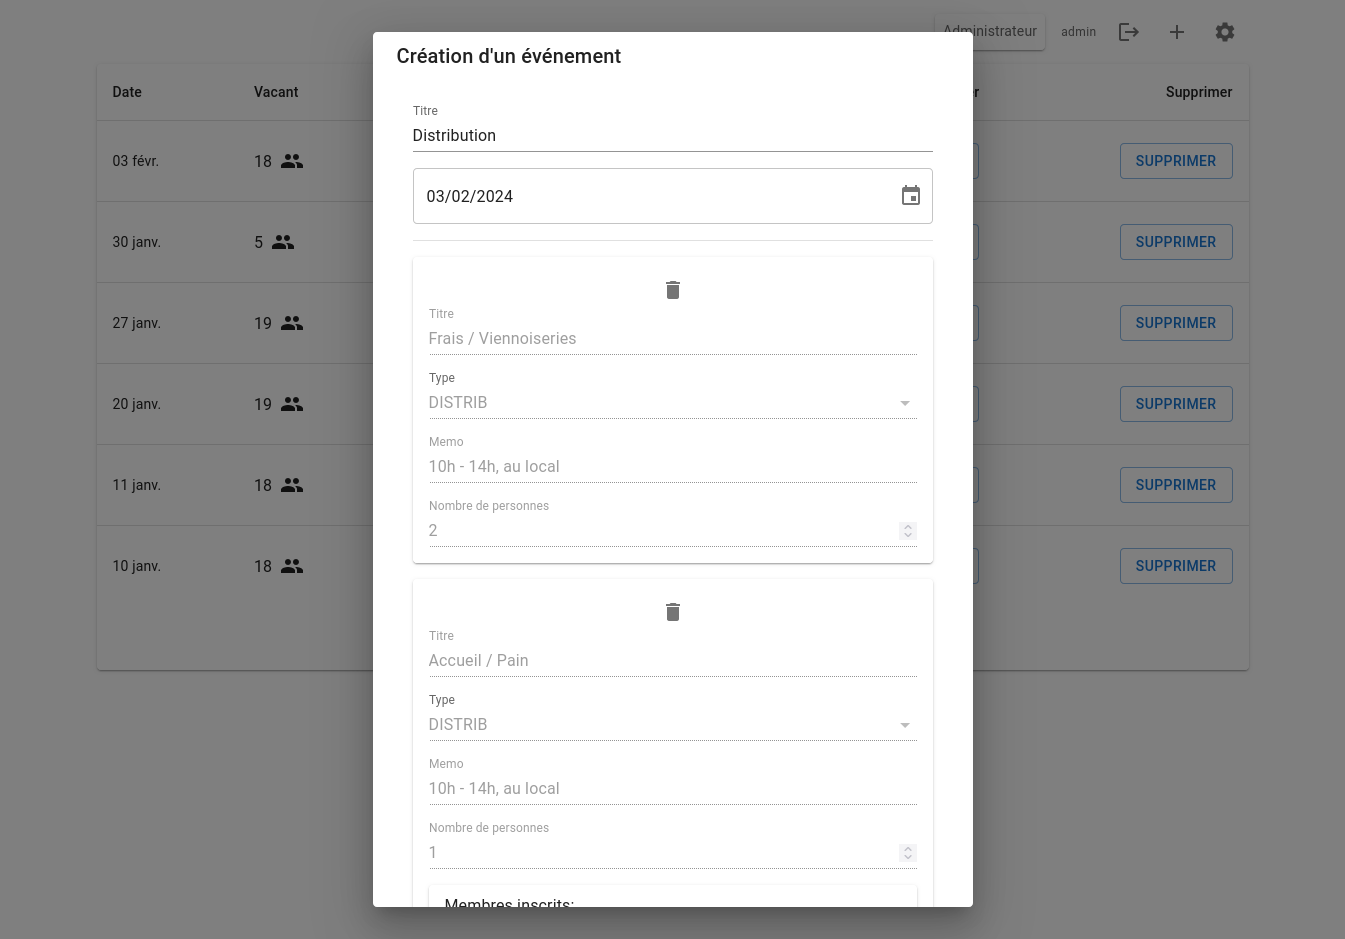 Administrateur admin
Création d'un événement
Date Vacant Supprimer
Titre
Distribution
03 févr. 18 SUPPRIMER
03/02/2024
30 janv. 5 SUPPRIMER
Titre
27 janv. 19 SUPPRIMER
Frais / Viennoiseries
Type
20 janv. 19 SUPPRIMER
DISTRIB
Memo
10h - 14h, au local
11 janv. 18 SUPPRIMER
Nombre de personnes
2
10 janv. 18 SUPPRIMER
Titre
Accueil / Pain
Type
DISTRIB
Memo
10h - 14h, au local
Nombre de personnes
1
Membres inscrits: